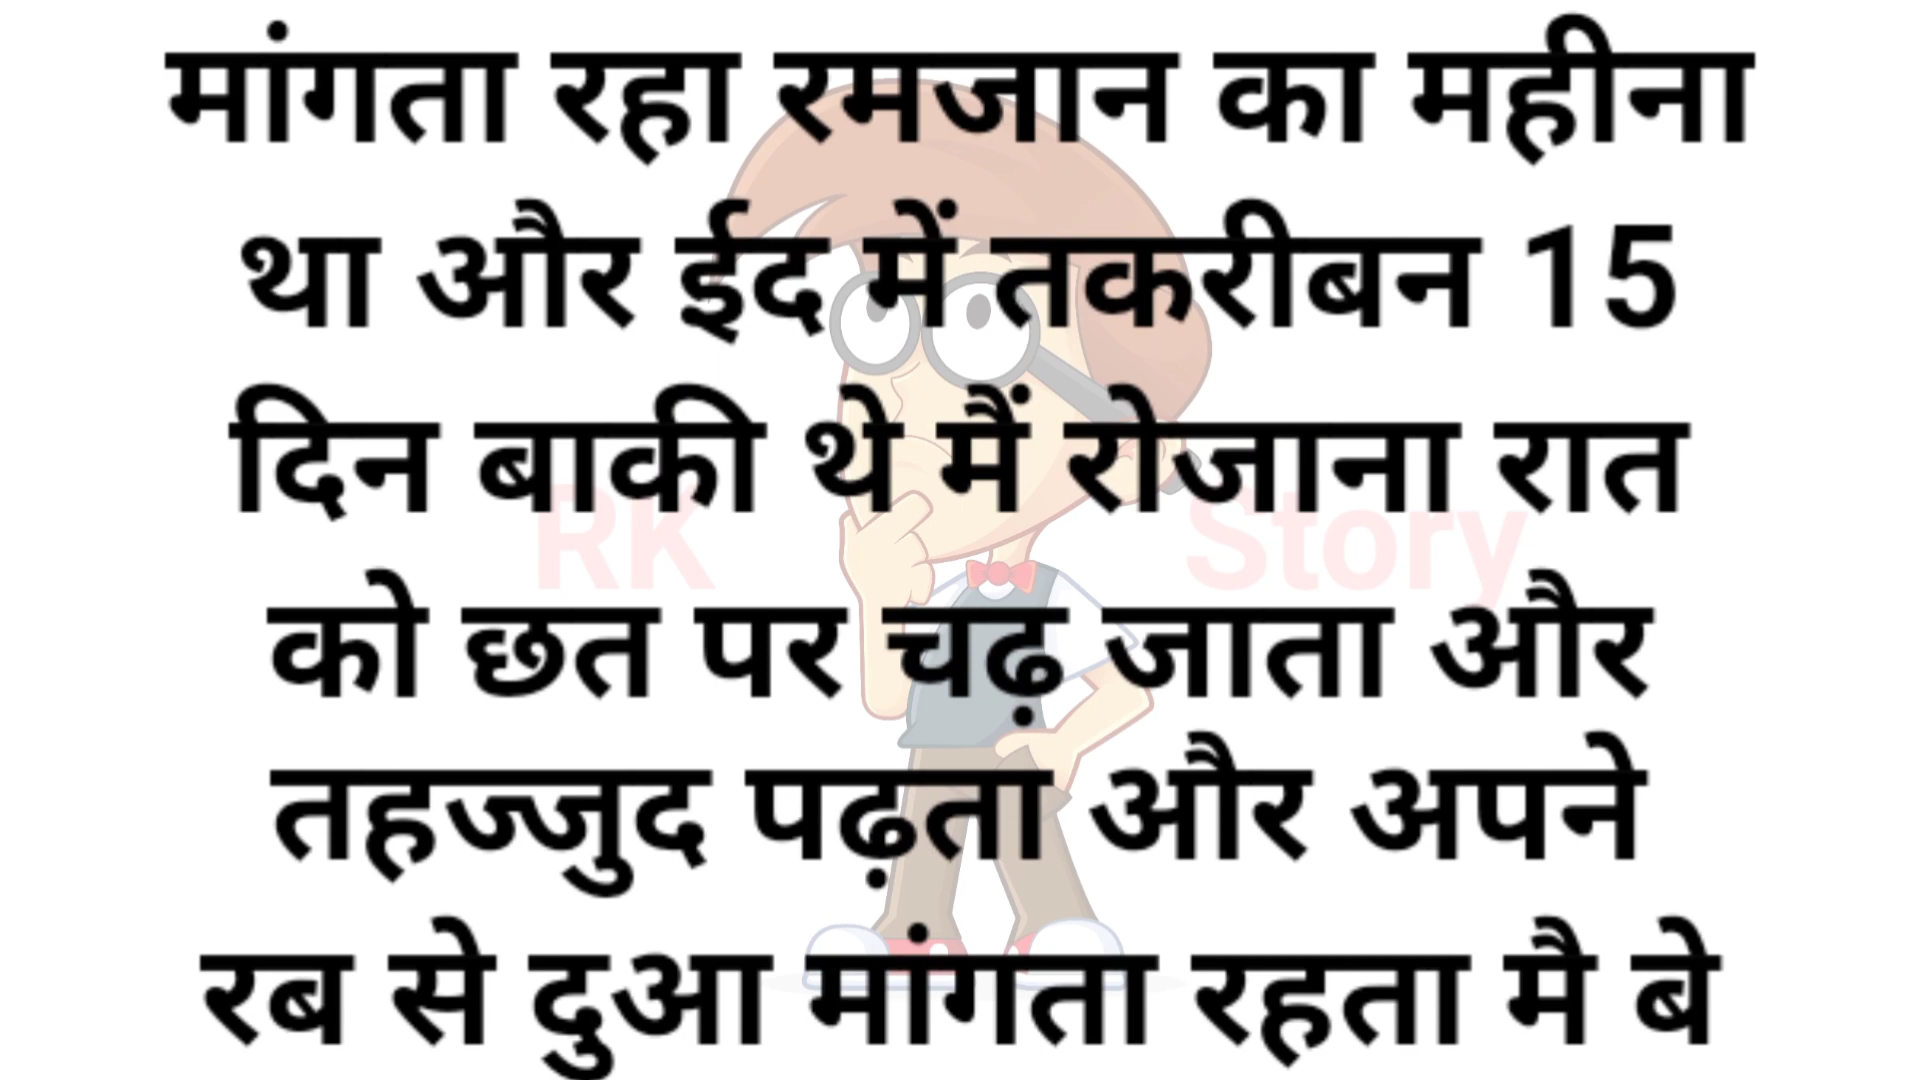 मांगता रहा रमजान का महीना
था और ईद में तकरीबन 15
दिन बाकी थे मैं रोजाना रात
RK Story
को छत पर चढ़ जाता और
तहज्जुद पढ़ता और अपने
रब से दुआ मांगता रहता मै बे